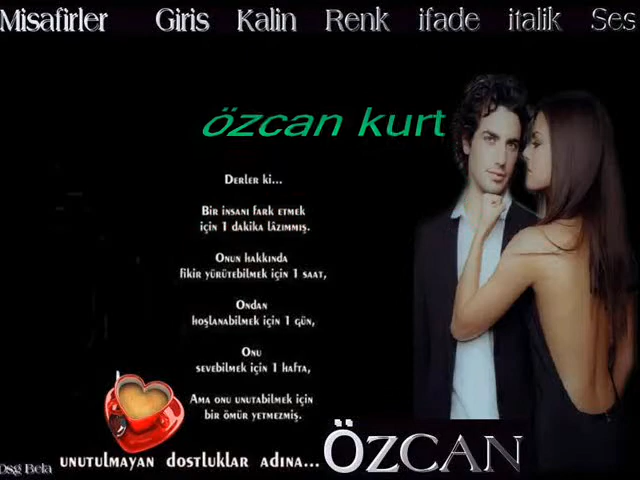 Misafirler Giris Kalin Renk ifade italik Ses
özcan kurt
Derler ki...
Bir insanı fark etmek
için 1 dakika lâzımmış.
Onun hakkında
fikir yürütebilmek için 1 saat,
Ondan
hoşlanabilmek için 1 gün,
Onu
sevebilmek için 1 hafta,
Ama onu unutabilmek için
bir ömür yetmezmiş.
unutulmayan dostluklar adına...
ÖZCAN
Dsg Bela